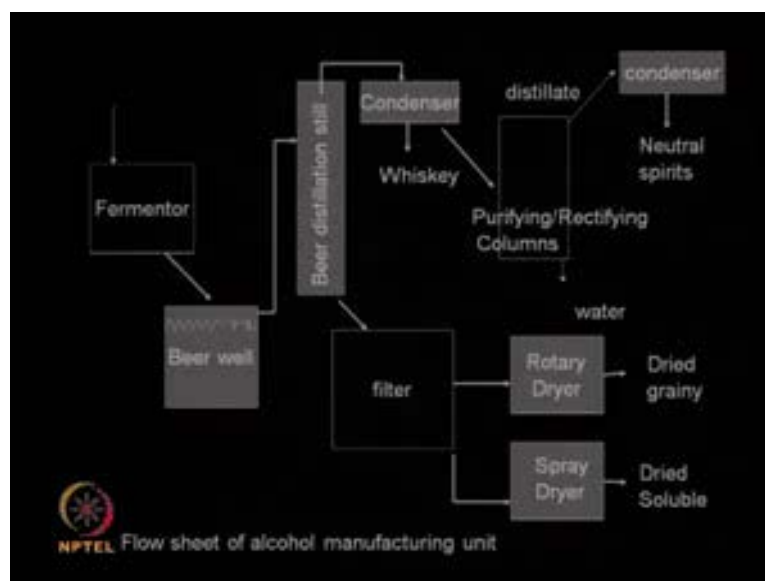 condenser
distillate
Condenser
Beer distillation still
Neutral
spirits
Whiskey
Fermentor
Purifying/Rectifying
Columns
water
Beer well
filter
Rotary
Dryer
Dried
grainy
Spray
Dryer
Dried
Soluble
NPTEL
Flow sheet of alcohol manufacturing unit